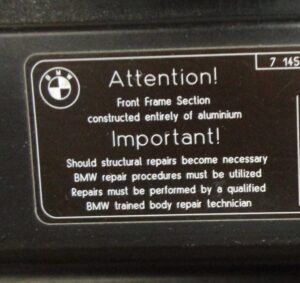 BMW
Attention!
7 145
Front Frame Section
constructed entirely of aluminium
Important!
Should structural repairs become necessary
BMW repair procedures must be utilized
Repairs must be performed by a qualified
BMW trained body repair technician